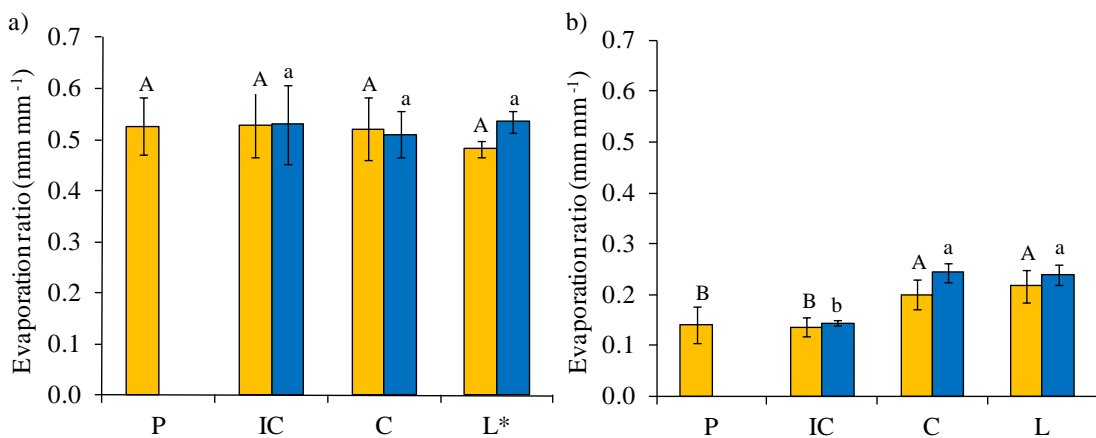 a)
Evaporation ratio (mm mm⁻¹)
0.7
0.6
0.5
0.4
0.3
0.2
0.1
0.0
A A a A a A a
P IC C L*
b)
Evaporation ratio (mm mm⁻¹)
0.7
0.6
0.5
0.4
0.3
0.2
0.1
0.0
B B b A a A a
P IC C L